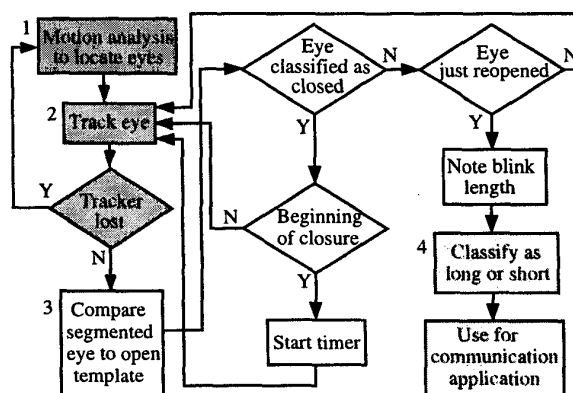 1
Motion analysis
to locate eyes
2
Track eye
Y
Tracker
lost
N
3
Compare
segmented
eye to open
template
Eye
classified as
closed
N
Y
Beginning
of closure
N
Y
Start timer
Eye
just reopened
N
Y
Note blink
length
4
Classify as
long or short
Use for
communication
application